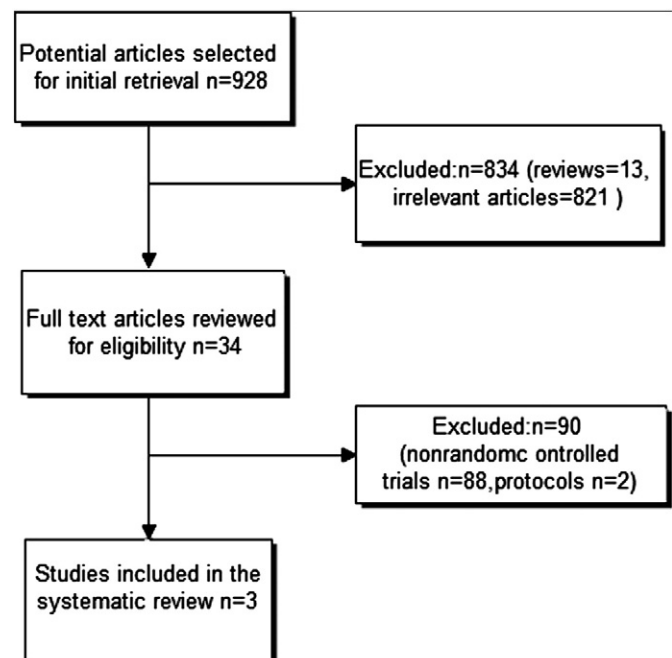 Potential articles selected
for initial retrieval n=928
Excluded:n=834 (reviews=13,
irrelevant articles=821 )
Full text articles reviewed
for eligibility n=34
Excluded:n=90
(nonrandomc ontrolled
trials n=88,protocols n=2)
Studies included in the
systematic review n=3